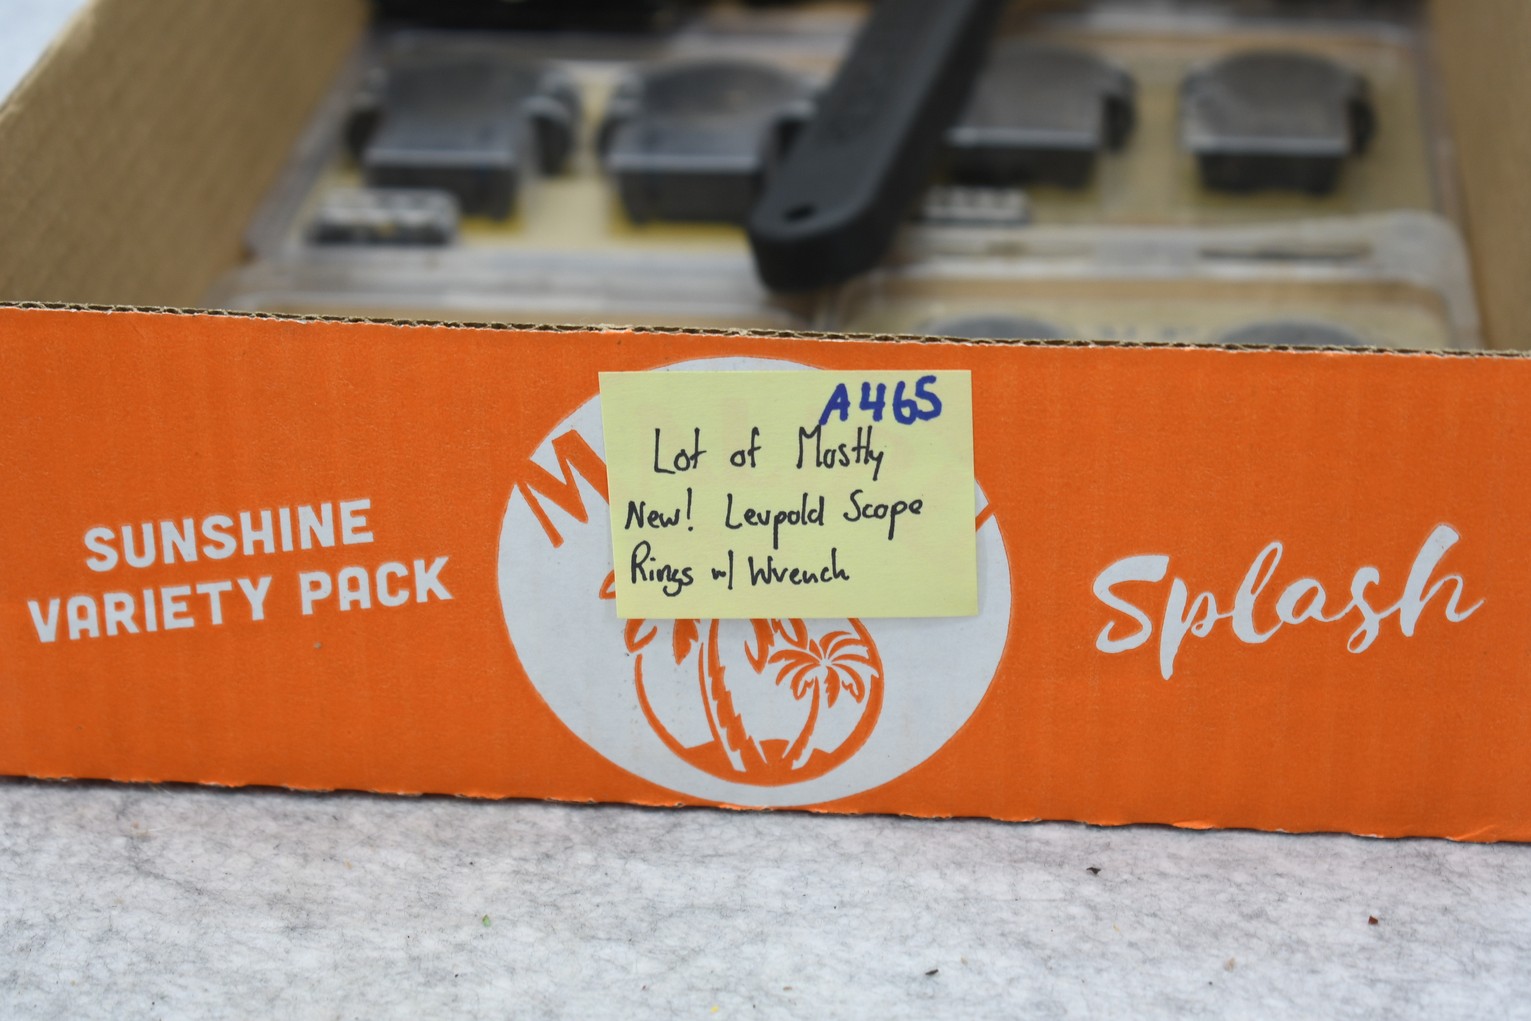 A465
Lot of Mostly
New! Leupold Scope
Rings w/ Wrench
SUNSHINE
VARIETY PACK
Splash